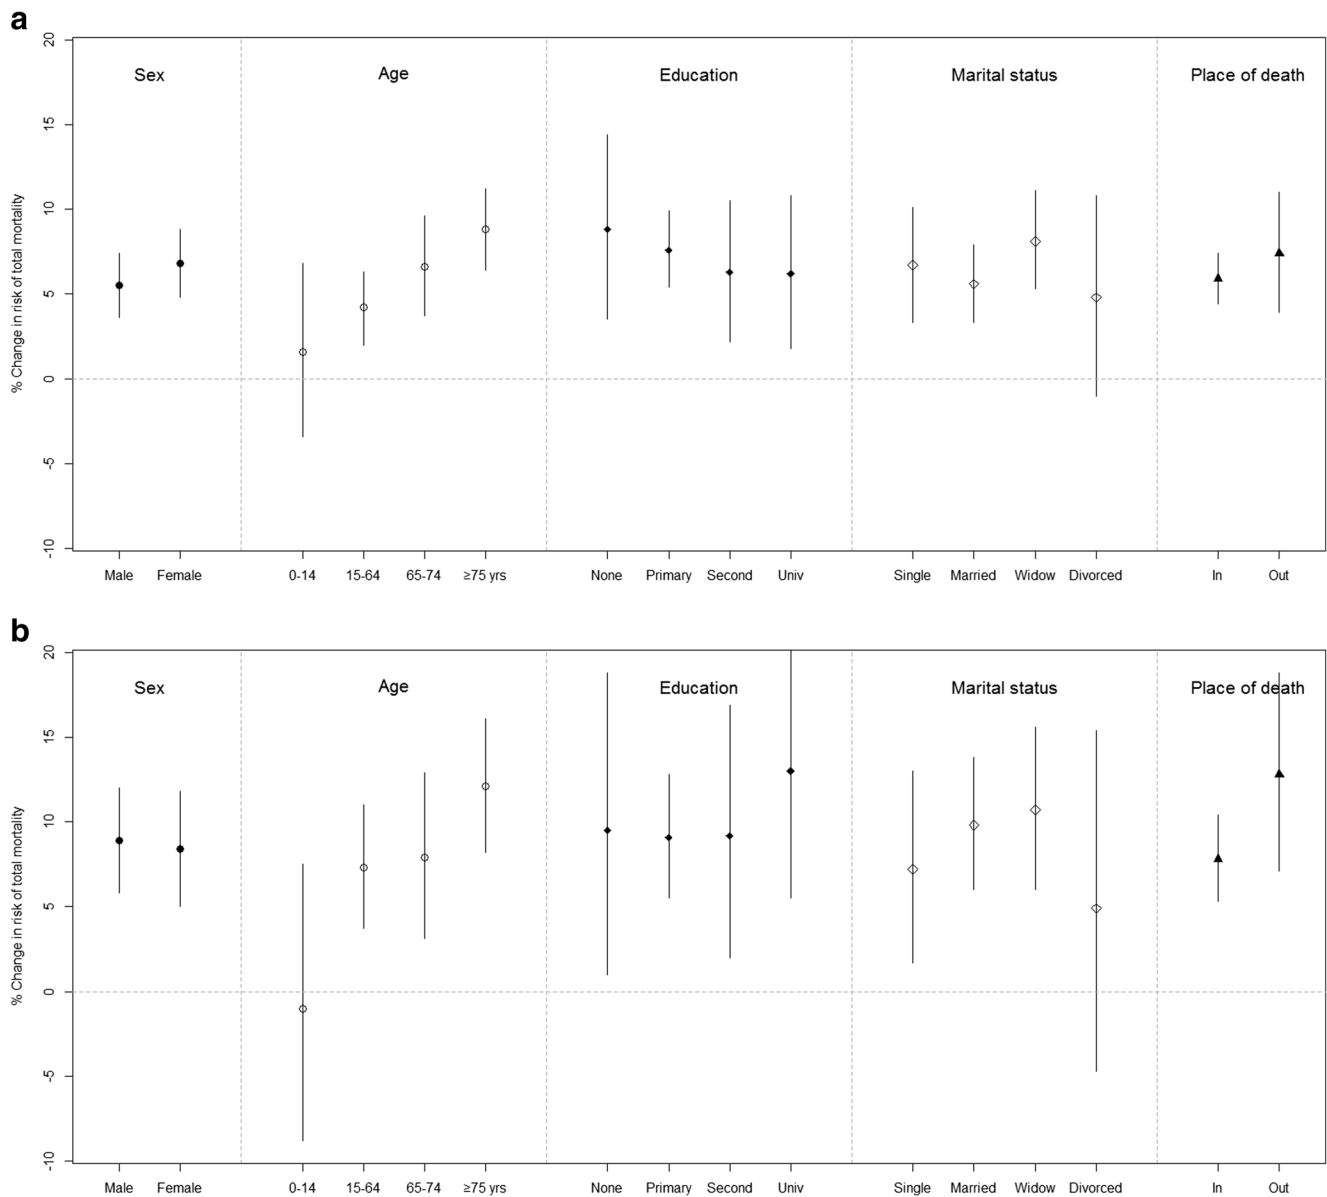 a
Sex Age Education Marital status Place of death
20
15
10
5
0
-5
-10
% Change in risk of total mortality
Male Female 0-14 15-64 65-74 ≥75 yrs None Primary Second Univ Single Married Widow Divorced In Out
b
Sex Age Education Marital status Place of death
20
15
10
5
0
-5
-10
% Change in risk of total mortality
Male Female 0-14 15-64 65-74 ≥75 yrs None Primary Second Univ Single Married Widow Divorced In Out